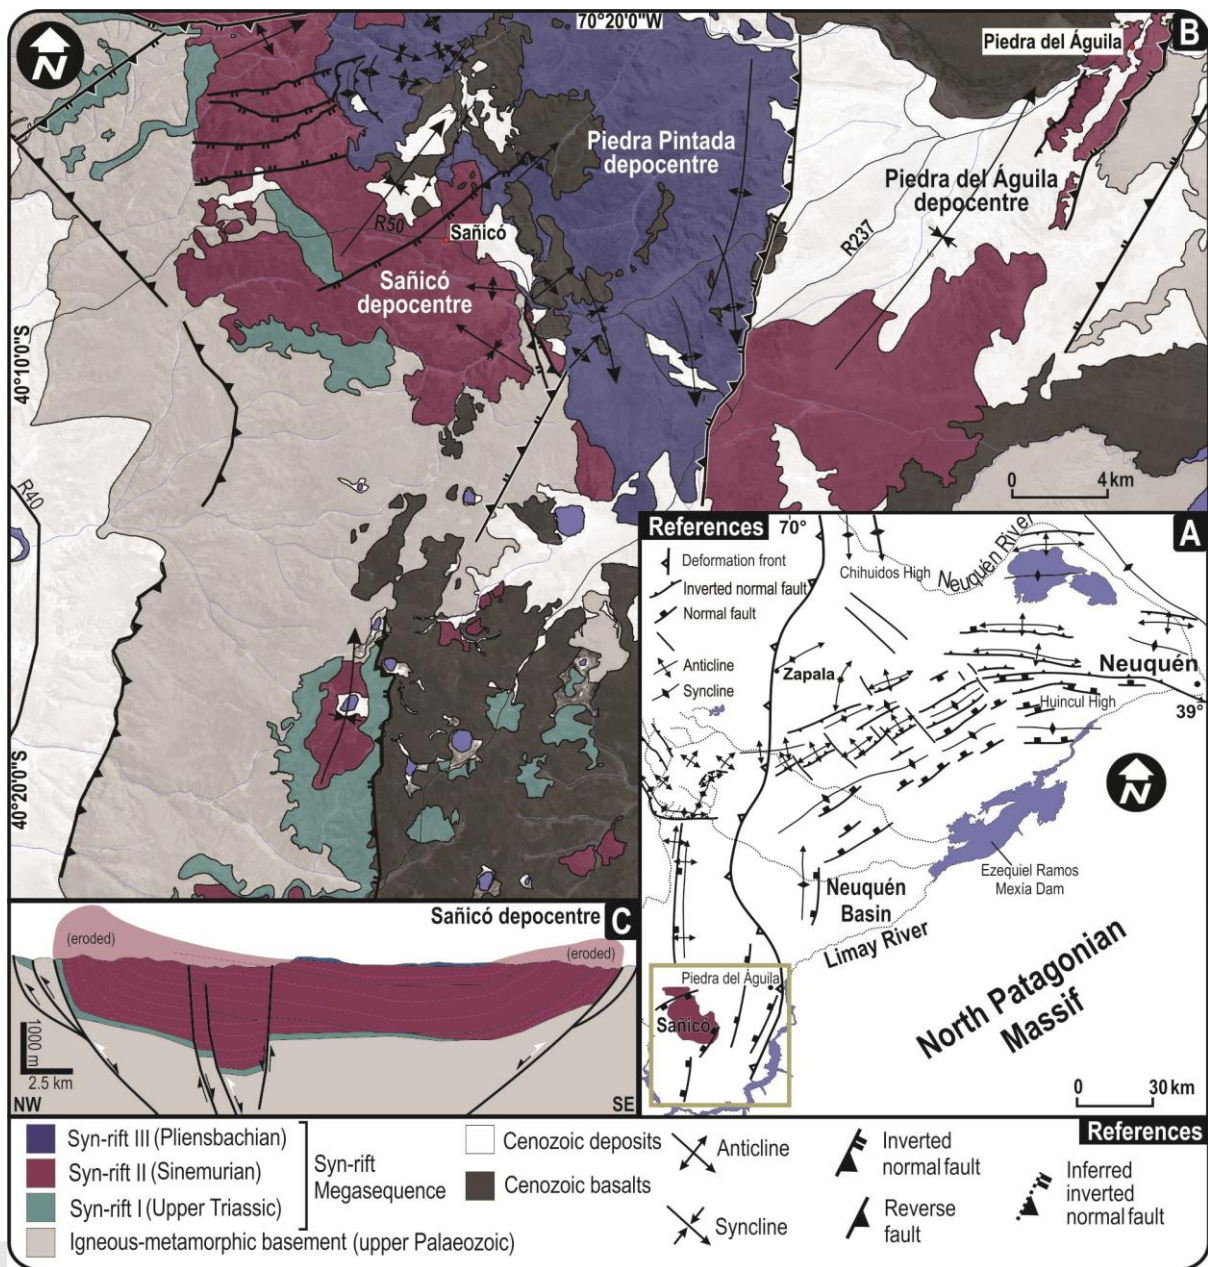 70°20'0"W
B
N
Piedra del Águila
Piedra Pintada
depocentre
Piedra del Águila
depocentre
R50
Sañicó
R237
Sañicó
depocentre
40°10'0"S
0 4 km
R40
40°20'0"S
References
70°
A
Deformation front
Inverted normal fault
Normal fault
Anticline
Syncline
Chihuidos High
Neuquén River
Zapala
Neuquén
Huincul High
39°
N
Ezequiel Ramos
Mexía Dam
Neuquén
Basin
Limay River
Piedra del Águila
Sañicó
North Patagonian
Massif
0 30 km
Sañicó depocentre
C
(eroded)
(eroded)
1000 m
2.5 km
NW
SE
References
Syn-rift III (Pliensbachian)
Syn-rift II (Sinemurian)
Syn-rift I (Upper Triassic)
Syn-rift
Megasequence
Igneous-metamorphic basement (upper Palaeozoic)
Cenozoic deposits
Cenozoic basalts
Anticline
Syncline
Inverted
normal fault
Reverse
fault
Inferred
inverted
normal fault